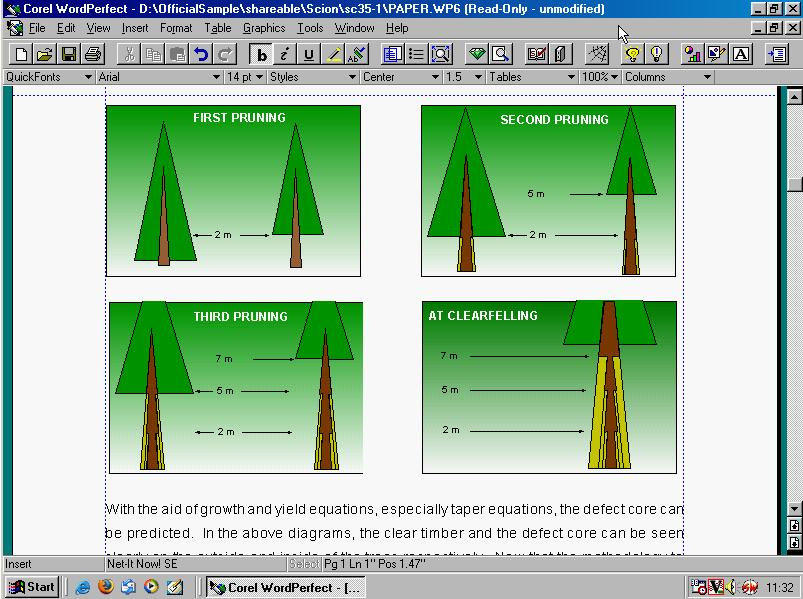 Corel WordPerfect - D:\OfficialSample\shareable\Scion\sc35-1\PAPER.WP6 (Read-Only - unmodified)
File Edit View Insert Format Table Graphics Tools Window Help
b i U
A
QuickFonts Arial 14 pt Styles Center 1.5 Tables 100% Columns
FIRST PRUNING
2 m
SECOND PRUNING
5 m
2 m
THIRD PRUNING
7 m
5 m
2 m
AT CLEARFELLING
7 m
5 m
2 m
With the aid of growth and yield equations, especially taper equations, the defect core can
be predicted. In the above diagrams, the clear timber and the defect core can be seen
Insert Net-It Now! SE Select Pg 1 Ln 1" Pos 1.47"
Start Corel WordPerfect - [... 11:32